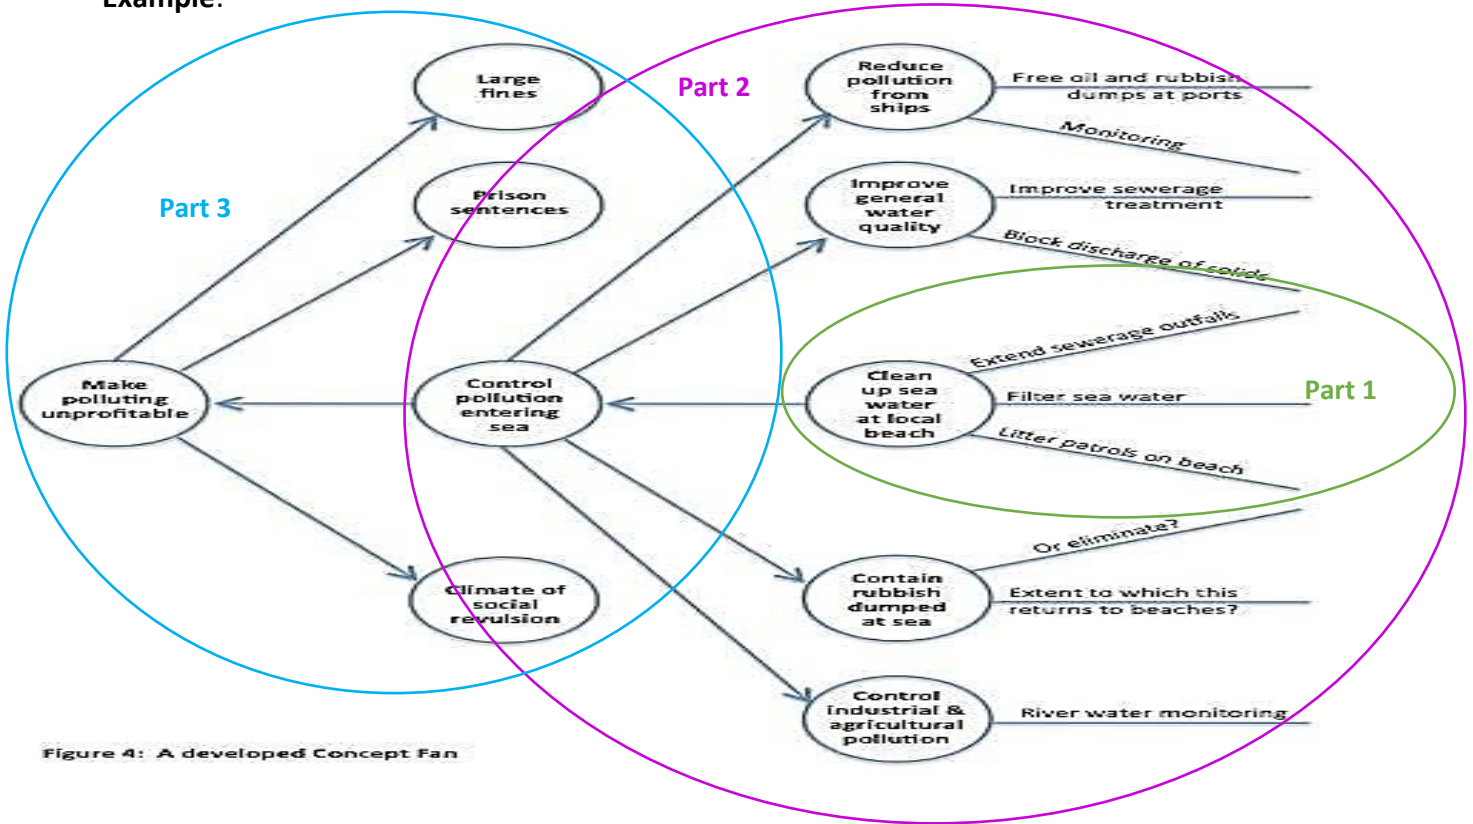 Example:
Large
fines
Part 2
Reduce
pollution
from
ships
Free oil and rubbish
dumps at ports
Monitoring
Part 3
Prison
sentences
Improve
general
water
quality
Improve sewerage
treatment
Block discharge of solids
Make
polluting
unprofitable
Control
pollution
entering
sea
Clean
up sea
water
at local
beach
Extend sewerage outfalls
Filter sea water
Litter patrols on beach
Part 1
Climate of
social
revulsion
Contain
rubbish
dumped
at sea
Or eliminate?
Extent to which this
returns to beaches?
Control
industrial &
agricultural
pollution
River water monitoring
Figure 4: A developed Concept Fan